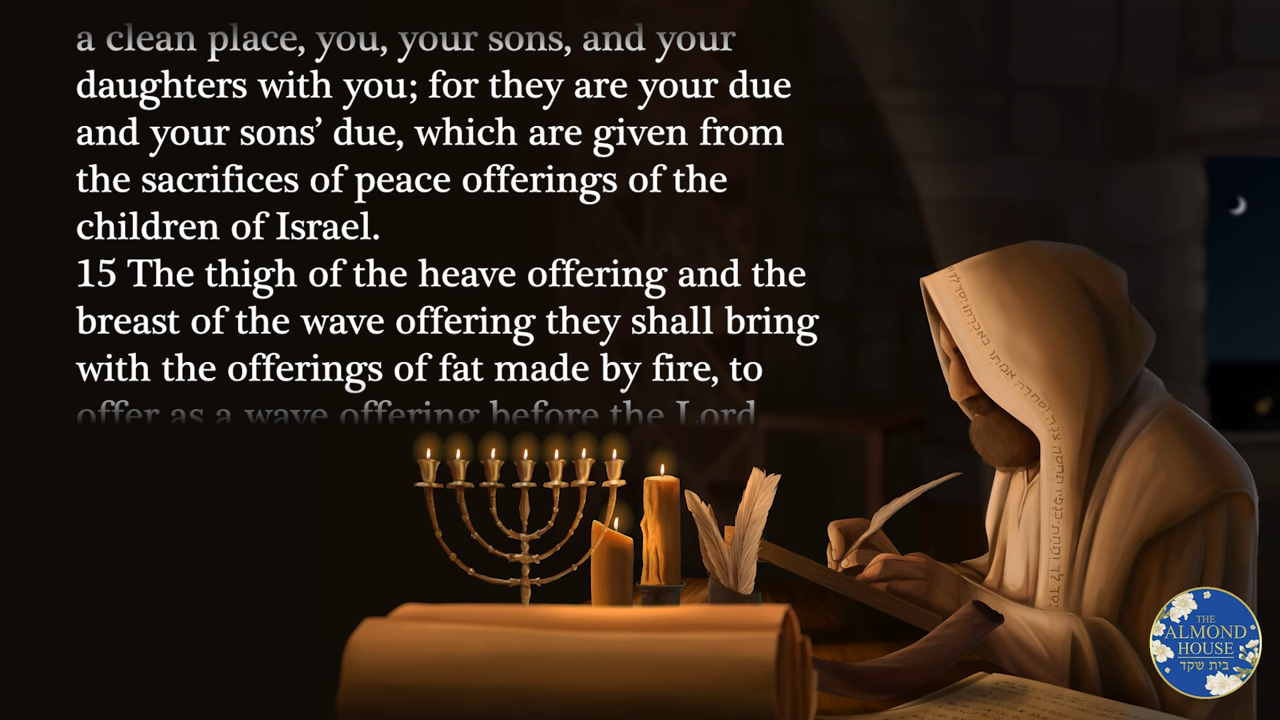 a clean place, you, your sons, and your
daughters with you; for they are your due
and your sons’ due, which are given from
the sacrifices of peace offerings of the
children of Israel.
15 The thigh of the heave offering and the
breast of the wave offering they shall bring
with the offerings of fat made by fire, to
offer as a wave offering before the Lord
THE
ALMOND
HOUSE
בית שקד